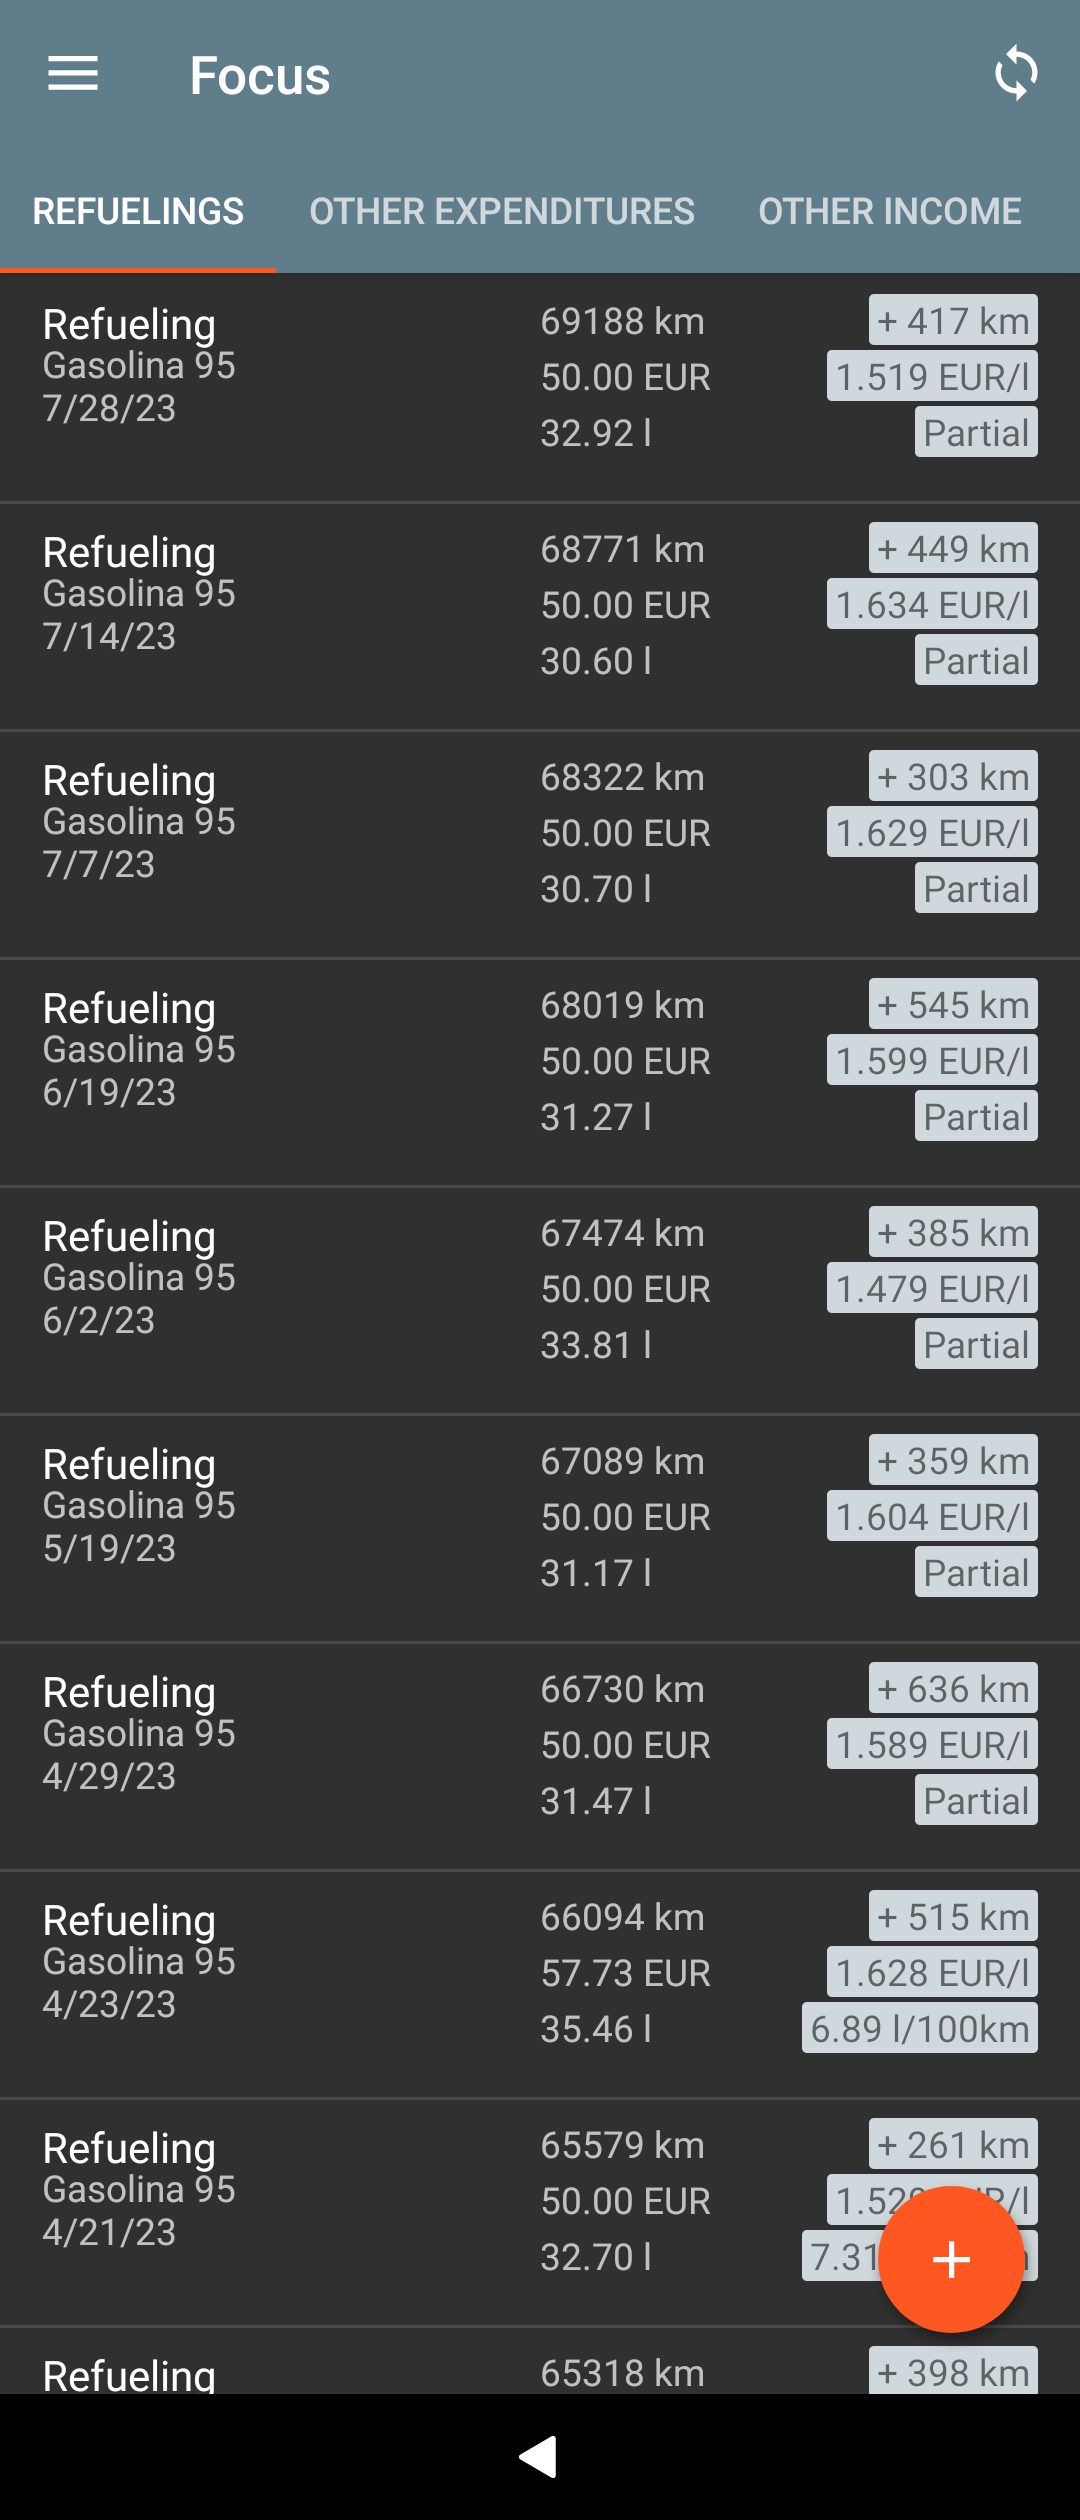 Focus
REFUELINGS OTHER EXPENDITURES OTHER INCOME
Refueling 69188 km + 417 km
Gasolina 95 50.00 EUR 1.519 EUR/l
7/28/23 32.92 l Partial
Refueling 68771 km + 449 km
Gasolina 95 50.00 EUR 1.634 EUR/l
7/14/23 30.60 l Partial
Refueling 68322 km + 303 km
Gasolina 95 50.00 EUR 1.629 EUR/l
7/7/23 30.70 l Partial
Refueling 68019 km + 545 km
Gasolina 95 50.00 EUR 1.599 EUR/l
6/19/23 31.27 l Partial
Refueling 67474 km + 385 km
Gasolina 95 50.00 EUR 1.479 EUR/l
6/2/23 33.81 l Partial
Refueling 67089 km + 359 km
Gasolina 95 50.00 EUR 1.604 EUR/l
5/19/23 31.17 l Partial
Refueling 66730 km + 636 km
Gasolina 95 50.00 EUR 1.589 EUR/l
4/29/23 31.47 l Partial
Refueling 66094 km + 515 km
Gasolina 95 57.73 EUR 1.628 EUR/l
4/23/23 35.46 l 6.89 l/100km
Refueling 65579 km + 261 km
Gasolina 95 50.00 EUR
4/21/23 32.70 l 7.31
Refueling 65318 km + 398 km